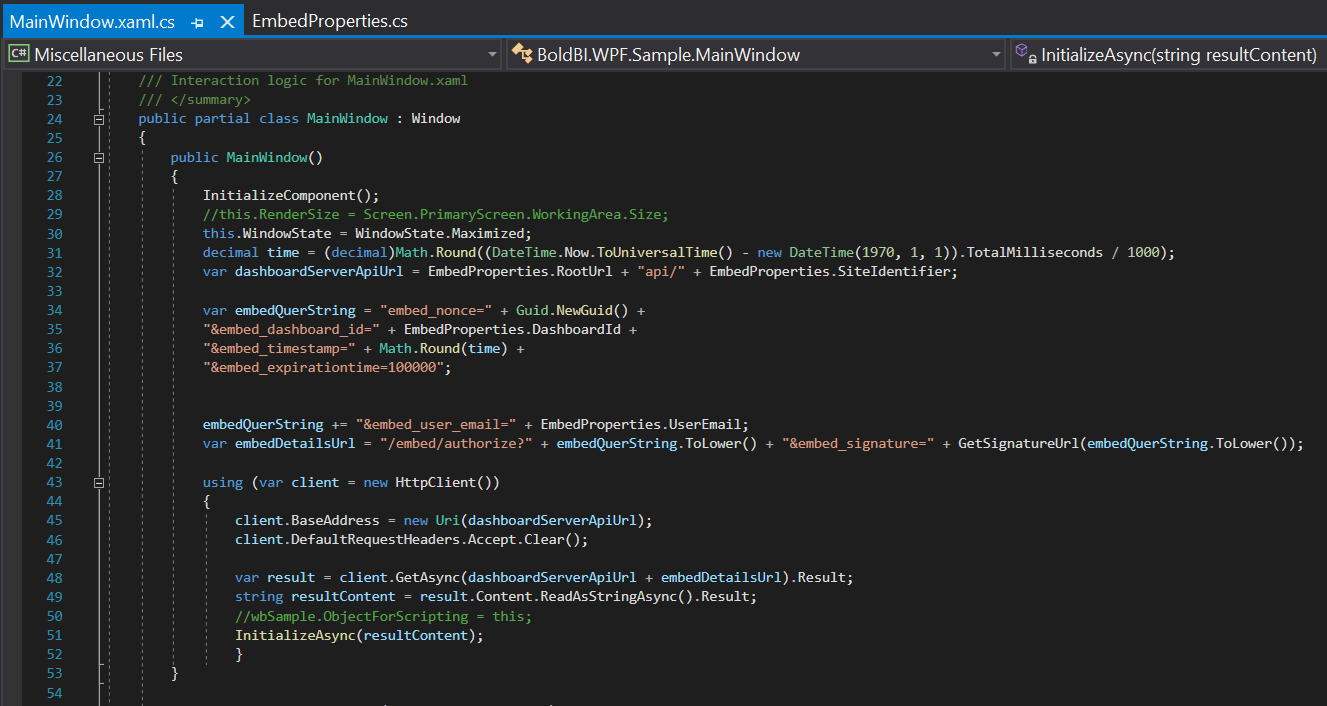 MainWindow.xaml.cs EmbedProperties.cs
C# Miscellaneous Files BoldBI.WPF.Sample.MainWindow InitializeAsync(string resultContent)
22 /// Interaction logic for MainWindow.xaml
23 /// </summary>
24 public partial class MainWindow : Window
25 {
26 public MainWindow()
27 {
28 InitializeComponent();
29 //this.RenderSize = Screen.PrimaryScreen.WorkingArea.Size;
30 this.WindowState = WindowState.Maximized;
31 decimal time = (decimal)Math.Round((DateTime.Now.ToUniversalTime() - new DateTime(1970, 1, 1)).TotalMilliseconds / 1000);
32 var dashboardServerApiUrl = EmbedProperties.RootUrl + "api/" + EmbedProperties.SiteIdentifier;
33
34 var embedQuerString = "embed_nonce=" + Guid.NewGuid() +
35 "&embed_dashboard_id=" + EmbedProperties.DashboardId +
36 "&embed_timestamp=" + Math.Round(time) +
37 "&embed_expirationtime=100000";
38
39
40 embedQuerString += "&embed_user_email=" + EmbedProperties.UserEmail;
41 var embedDetailsUrl = "/embed/authorize?" + embedQuerString.ToLower() + "&embed_signature=" + GetSignatureUrl(embedQuerString.ToLower());
42
43 using (var client = new HttpClient())
44 {
45 client.BaseAddress = new Uri(dashboardServerApiUrl);
46 client.DefaultRequestHeaders.Accept.Clear();
47
48 var result = client.GetAsync(dashboardServerApiUrl + embedDetailsUrl).Result;
49 string resultContent = result.Content.ReadAsStringAsync().Result;
50 //wbSample.ObjectForScripting = this;
51 InitializeAsync(resultContent);
52 }
53 }
54